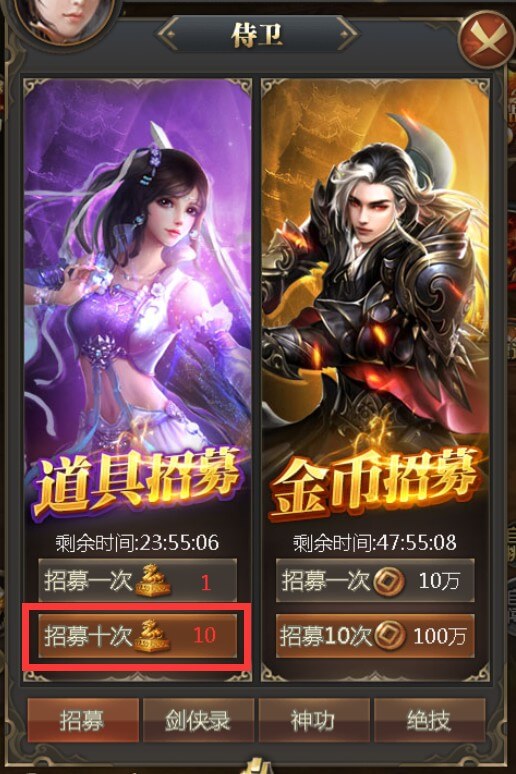 侍卫
道具招募
剩余时间:23:55:06
招募一次 1
招募十次 10
金币招募
剩余时间:47:55:08
招募一次 10万
招募10次 100万
招募 剑侠录 神功 绝技